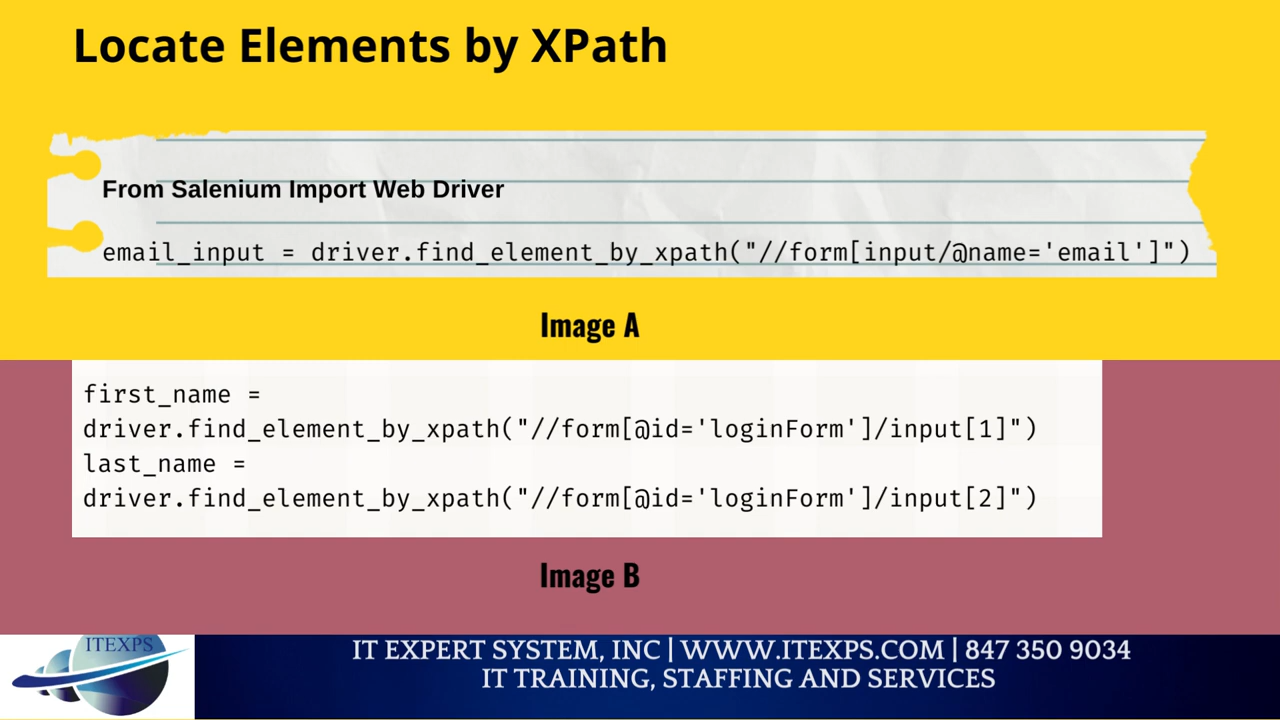 Locate Elements by XPath
From Salenium Import Web Driver
email_input = driver.find_element_by_xpath("//form[input/@name='email']")
Image A
first_name =
driver.find_element_by_xpath("//form[@id='loginForm']/input[1]")
last_name =
driver.find_element_by_xpath("//form[@id='loginForm']/input[2]")
Image B
ITEXPS
IT EXPERT SYSTEM, INC | WWW.ITEXPS.COM | 847 350 9034
IT TRAINING, STAFFING AND SERVICES